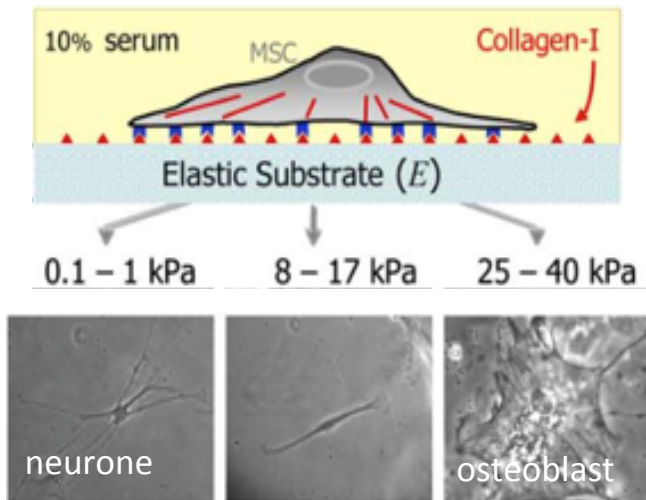 10% serum
MSC
Collagen-I
Elastic Substrate (E)
0.1 – 1 kPa
8 – 17 kPa
25 – 40 kPa
neurone
osteoblast